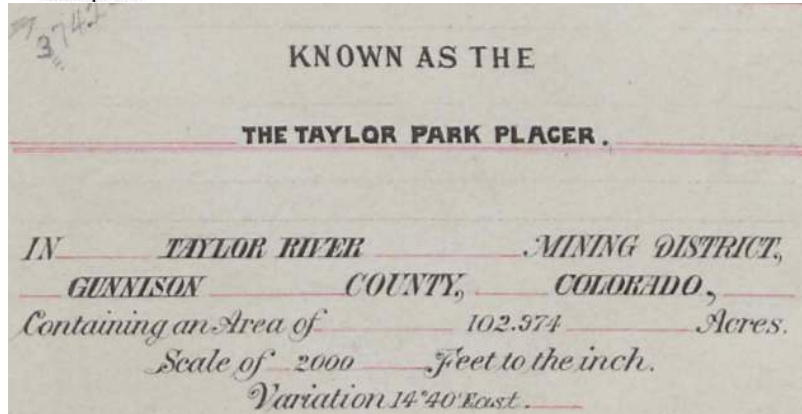 3742
KNOWN AS THE
THE TAYLOR PARK PLACER.
IN TAYLOR RIVER MINING DISTRICT,
GUNNISON COUNTY, COLORADO,
Containing an Area of 102.974 Acres.
Scale of 2000 Feet to the inch.
Variation 14°40' East.